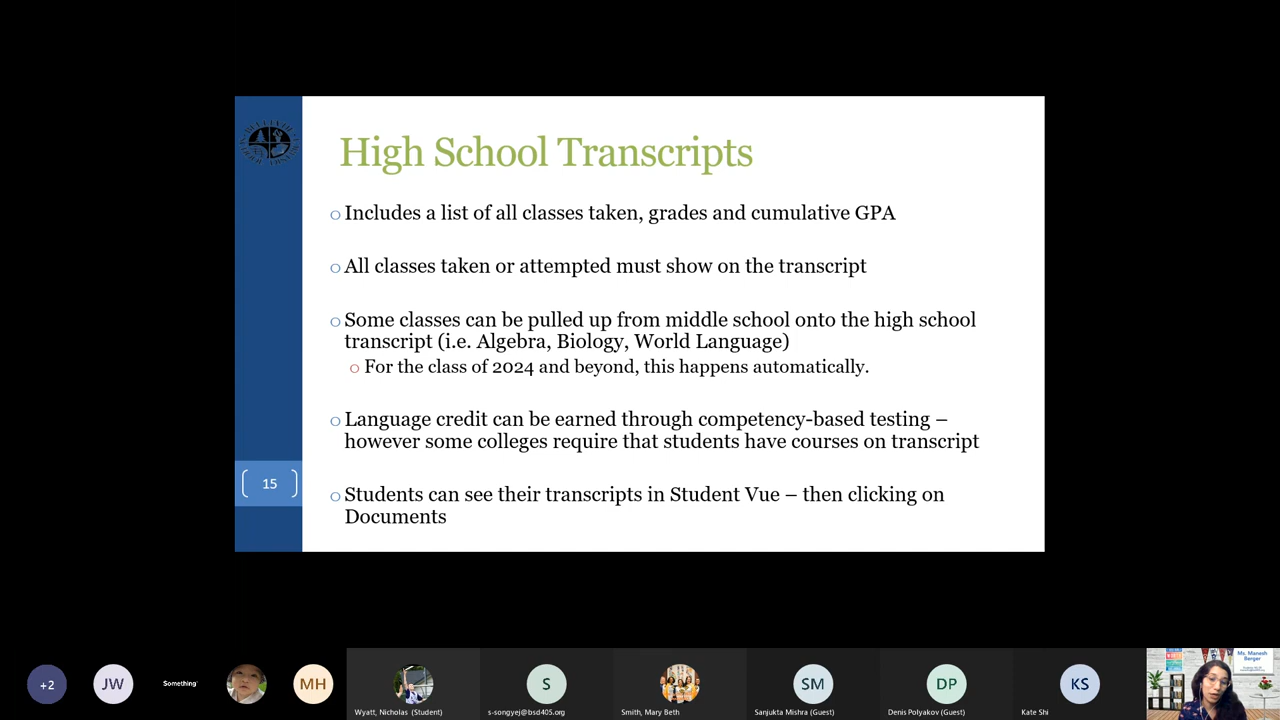 High School Transcripts
Includes a list of all classes taken, grades and cumulative GPA
All classes taken or attempted must show on the transcript
Some classes can be pulled up from middle school onto the high school
transcript (i.e. Algebra, Biology, World Language)
For the class of 2024 and beyond, this happens automatically.
Language credit can be earned through competency-based testing –
however some colleges require that students have courses on transcript
15
Students can see their transcripts in Student Vue – then clicking on
Documents
+2
JW
Something
MH
S
SM
DP
KS
Ms. Manesh
Berger
Wyatt, Nicholas (Student)
s-songyej@bsd405.org
Smith, Mary Beth
Sanjukta Mishra (Guest)
Denis Polyakov (Guest)
Kate Shi